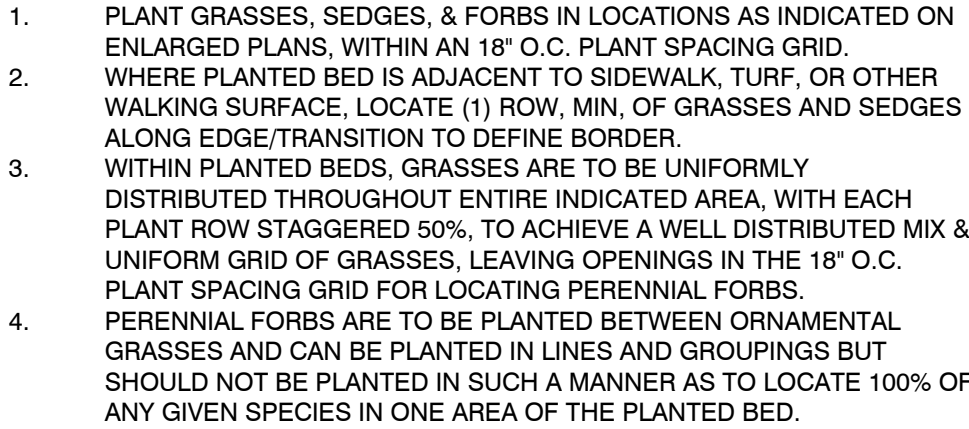 1. PLANT GRASSES, SEDGES, & FORBS IN LOCATIONS AS INDICATED ON
ENLARGED PLANS, WITHIN AN 18" O.C. PLANT SPACING GRID.
2. WHERE PLANTED BED IS ADJACENT TO SIDEWALK, TURF, OR OTHER
WALKING SURFACE, LOCATE (1) ROW, MIN, OF GRASSES AND SEDGES
ALONG EDGE/TRANSITION TO DEFINE BORDER.
3. WITHIN PLANTED BEDS, GRASSES ARE TO BE UNIFORMLY
DISTRIBUTED THROUGHOUT ENTIRE INDICATED AREA, WITH EACH
PLANT ROW STAGGERED 50%, TO ACHIEVE A WELL DISTRIBUTED MIX &
UNIFORM GRID OF GRASSES, LEAVING OPENINGS IN THE 18" O.C.
PLANT SPACING GRID FOR LOCATING PERENNIAL FORBS.
4. PERENNIAL FORBS ARE TO BE PLANTED BETWEEN ORNAMENTAL
GRASSES AND CAN BE PLANTED IN LINES AND GROUPINGS BUT
SHOULD NOT BE PLANTED IN SUCH A MANNER AS TO LOCATE 100% OF
ANY GIVEN SPECIES IN ONE AREA OF THE PLANTED BED.